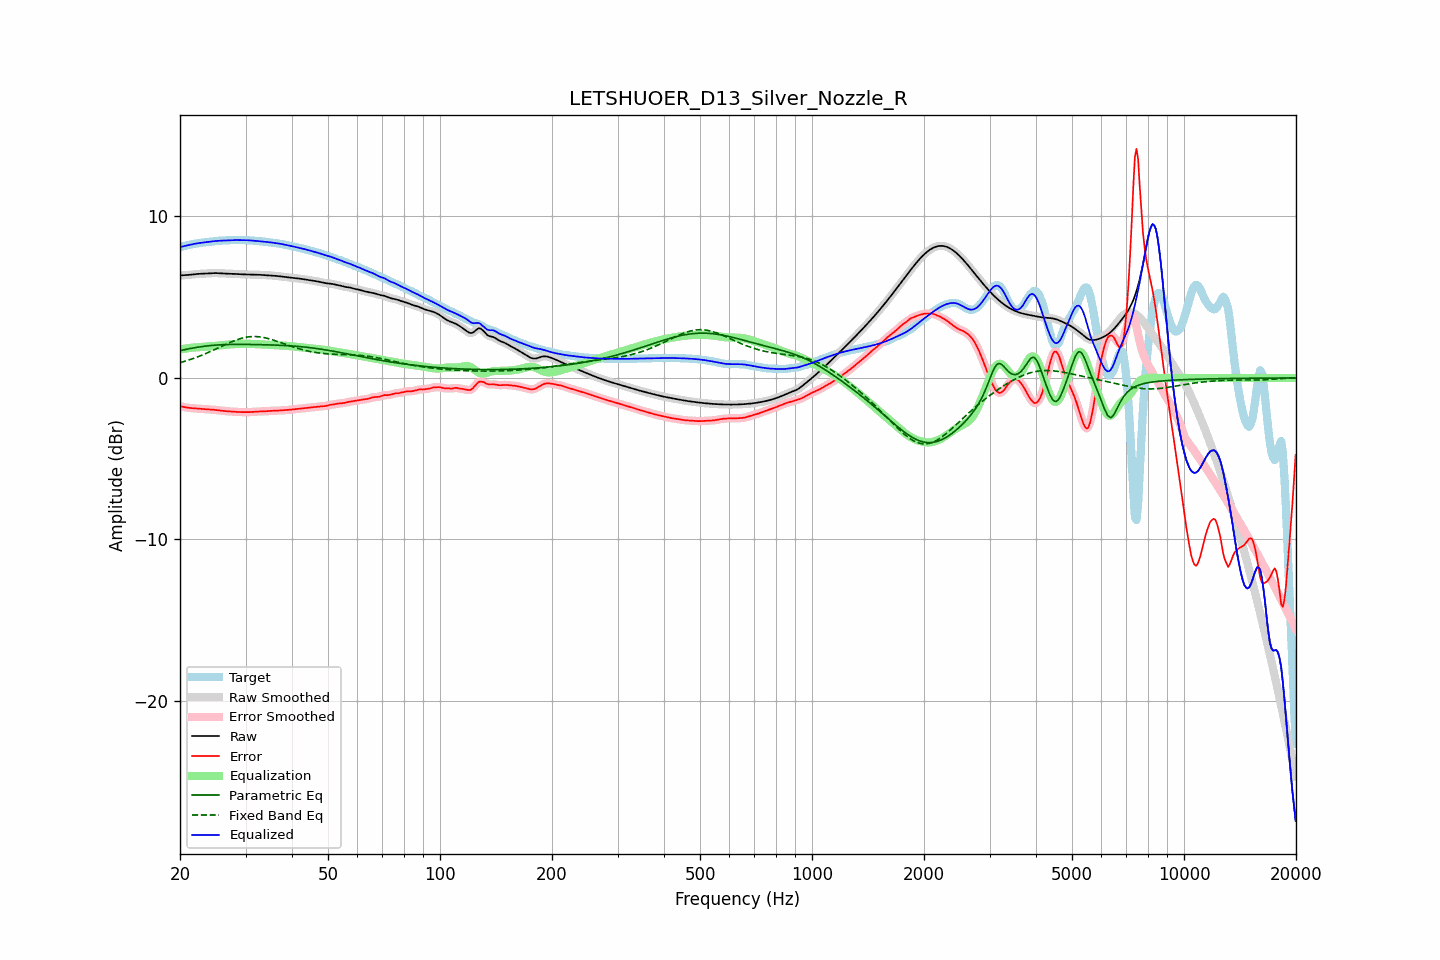 LETSHUOER_D13_Silver_Nozzle_R
Amplitude (dBr)
10
0
−10
−20
Target
Raw Smoothed
Error Smoothed
Raw
Error
Equalization
Parametric Eq
Fixed Band Eq
Equalized
20 50 100 200 500 1000 2000 5000 10000 20000
Frequency (Hz)